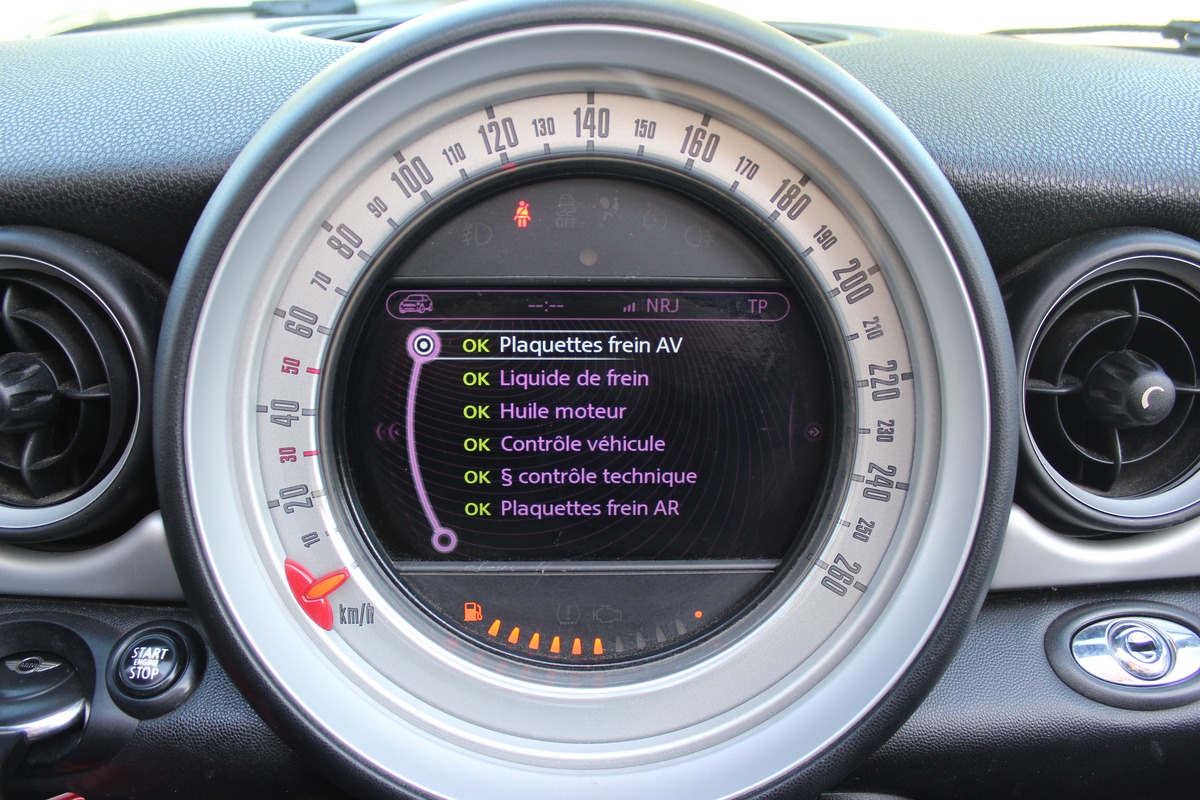 10
20
30
40
50
60
70
80
90
100
110
120
130
140
150
160
170
180
190
200
210
220
230
240
250
260
km/h
OFF
--:-- NRJ TP
OK Plaquettes frein AV
OK Liquide de frein
OK Huile moteur
OK Contrôle véhicule
OK § contrôle technique
OK Plaquettes frein AR
START
ENGINE
STOP
MINI